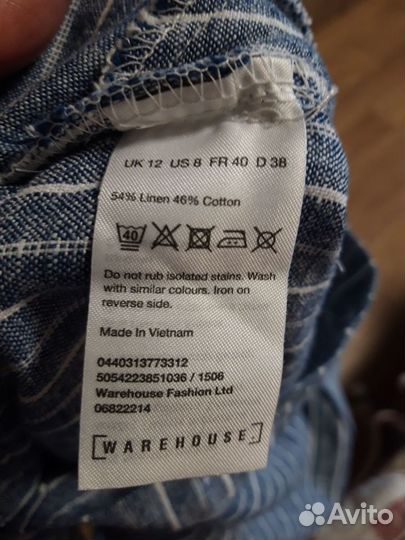 UK 12 US 8 FR 40 D 38
54% Linen 46% Cotton
40
Do not rub isolated stains. Wash
with similar colours. Iron on
reverse side.
Made In Vietnam
0440313773312
5054223851036 / 1506
Warehouse Fashion Ltd
06822214
WAREHOUSE
Avito